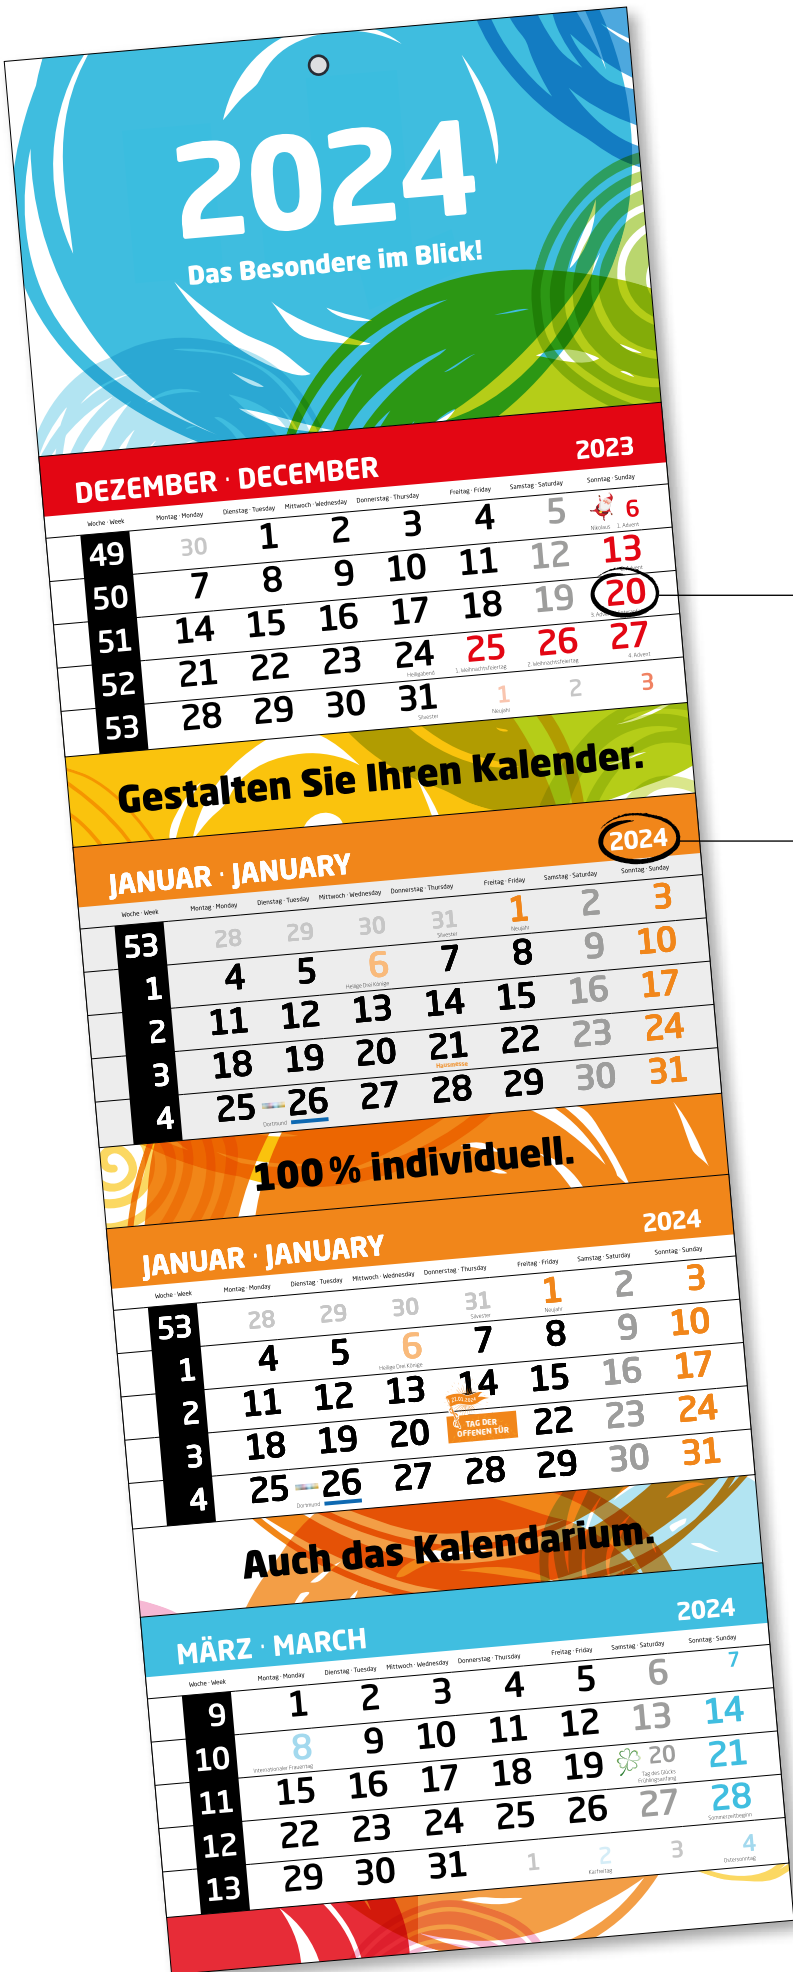 2024
Das Besondere im Blick!
DEZEMBER · DECEMBER 2023
Woche · Week Montag · Monday Dienstag · Tuesday Mittwoch · Wednesday Donnerstag · Thursday Freitag · Friday Samstag · Saturday Sonntag · Sunday
49 30 1 2 3 4 5 6
Nikolaus 1. Advent
50 7 8 9 10 11 12 13
51 14 15 16 17 18 19 20
52 21 22 23 24 25 26 27
Heiligabend 1. Weihnachtsfeiertag 2. Weihnachtsfeiertag 4. Advent
53 28 29 30 31 1 2 3
Silvester Neujahr
Gestalten Sie Ihren Kalender.
JANUAR · JANUARY 2024
Woche · Week Montag · Monday Dienstag · Tuesday Mittwoch · Wednesday Donnerstag · Thursday Freitag · Friday Samstag · Saturday Sonntag · Sunday
53 28 29 30 31 1 2 3
Silvester Neujahr
1 4 5 6 7 8 9 10
Heilige Drei Könige
2 11 12 13 14 15 16 17
3 18 19 20 21 22 23 24
Hausmesse
4 25 26 27 28 29 30 31
Dortmund
100 % individuell.
JANUAR · JANUARY 2024
Woche · Week Montag · Monday Dienstag · Tuesday Mittwoch · Wednesday Donnerstag · Thursday Freitag · Friday Samstag · Saturday Sonntag · Sunday
53 28 29 30 31 1 2 3
Silvester Neujahr
1 4 5 6 7 8 9 10
Heilige Drei Könige
2 11 12 13 14 15 16 17
21.01.2024
3 18 19 20 TAG DER 22 23 24
OFFENEN TÜR
4 25 26 27 28 29 30 31
Dortmund
Auch das Kalendarium.
MÄRZ · MARCH 2024
Woche · Week Montag · Monday Dienstag · Tuesday Mittwoch · Wednesday Donnerstag · Thursday Freitag · Friday Samstag · Saturday Sonntag · Sunday
9 1 2 3 4 5 6 7
10 8 9 10 11 12 13 14
Internationaler Frauentag
11 15 16 17 18 19 20 21
Tag des Glücks
Frühlingsanfang
12 22 23 24 25 26 27 28
Sommerzeitbeginn
13 29 30 31 1 2 3 4
Karfreitag Ostersonntag